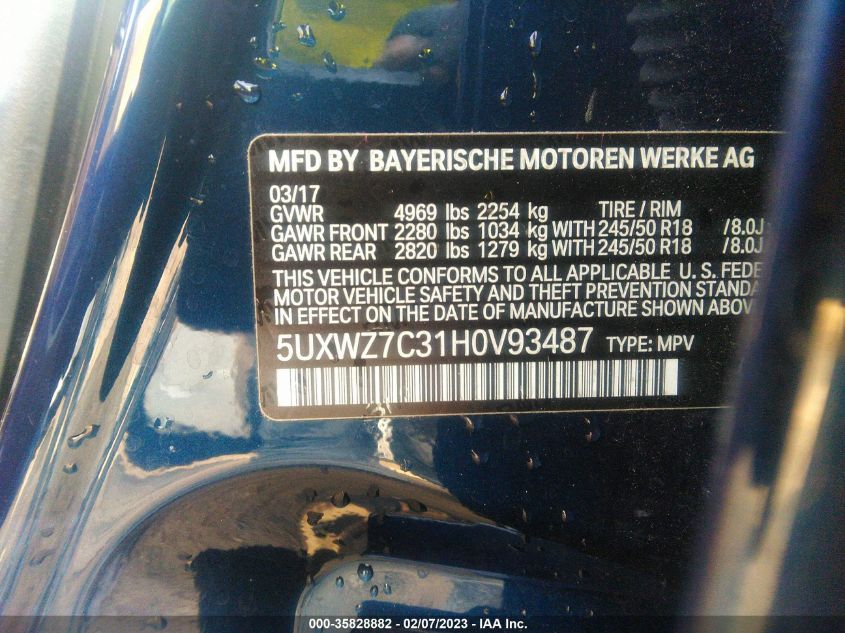 MFD BY BAYERISCHE MOTOREN WERKE AG
03/17
GVWR 4969 lbs 2254 kg TIRE / RIM
GAWR FRONT 2280 lbs 1034 kg WITH 245/50 R18 /8.0J
GAWR REAR 2820 lbs 1279 kg WITH 245/50 R18 /8.0J
THIS VEHICLE CONFORMS TO ALL APPLICABLE U. S. FEDE
MOTOR VEHICLE SAFETY AND THEFT PREVENTION STANDA
IN EFFECT ON THE DATE OF MANUFACTURE SHOWN ABOV
5UXWZ7C31H0V93487 TYPE: MPV
000-35828882 - 02/07/2023 - IAA Inc.